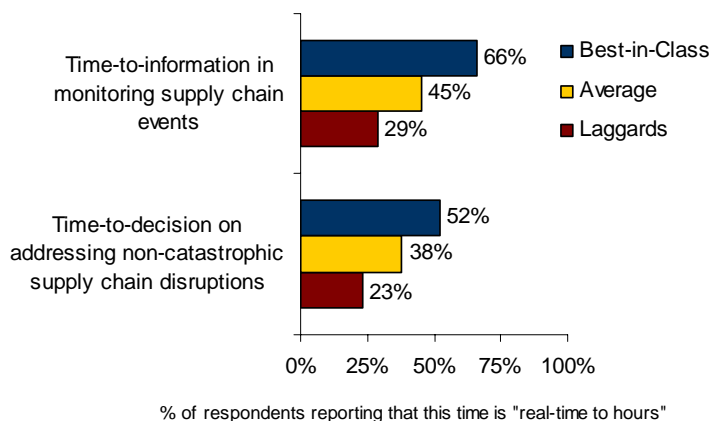 Time-to-information in
monitoring supply chain
events
66%
45%
29%
Best-in-Class
Average
Laggards
Time-to-decision on
addressing non-catastrophic
supply chain disruptions
52%
38%
23%
0% 25% 50% 75% 100%
% of respondents reporting that this time is "real-time to hours"